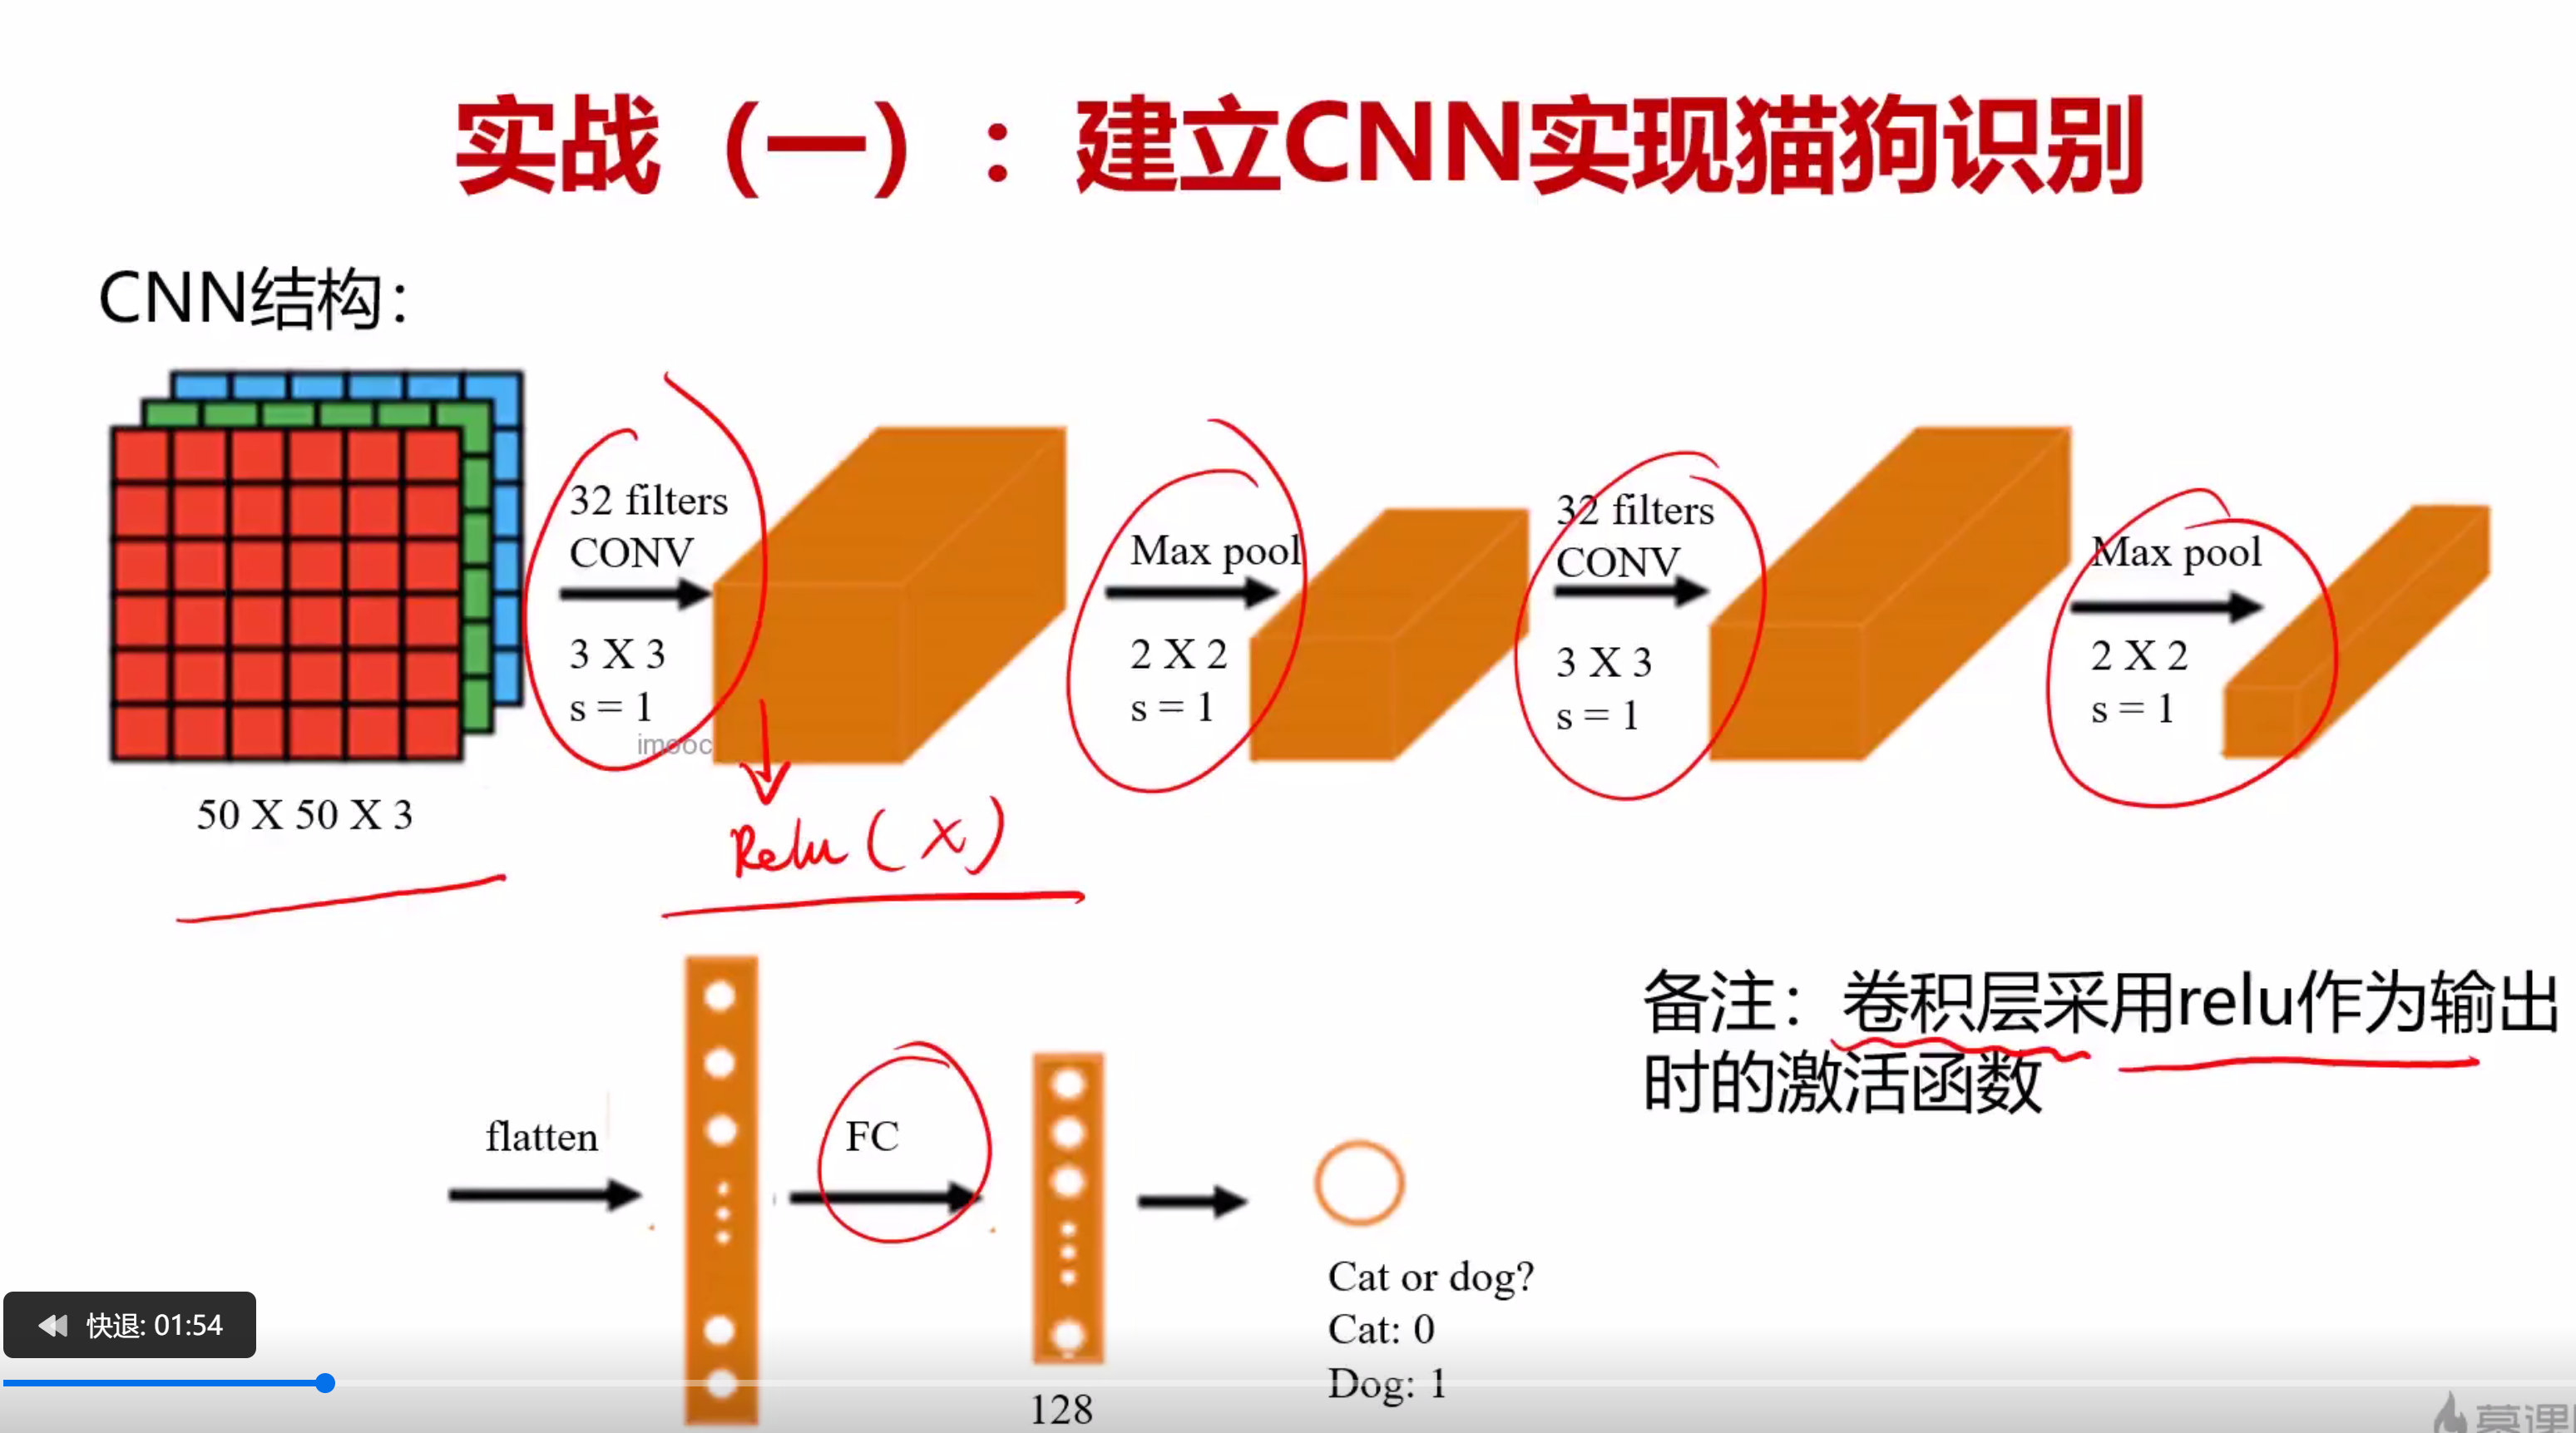 实战（一）：建立CNN实现猫狗识别
CNN结构：
32 filters
CONV
3 X 3
s = 1
Max pool
2 X 2
s = 1
32 filters
CONV
3 X 3
s = 1
Max pool
2 X 2
s = 1
imooc
50 X 50 X 3
Relu (x)
备注：卷积层采用relu作为输出
时的激活函数
flatten
FC
128
Cat or dog?
Cat: 0
Dog: 1
快退: 01:54
慕课